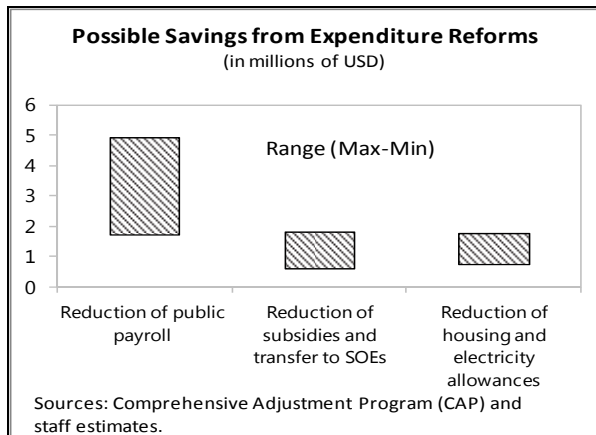 Possible Savings from Expenditure Reforms
(in millions of USD)
6
5
4
3
2
1
0
Range (Max-Min)
Reduction of public
payroll
Reduction of
subsidies and
transfer to SOEs
Reduction of
housing and
electricity
allowances
Sources: Comprehensive Adjustment Program (CAP) and
staff estimates.